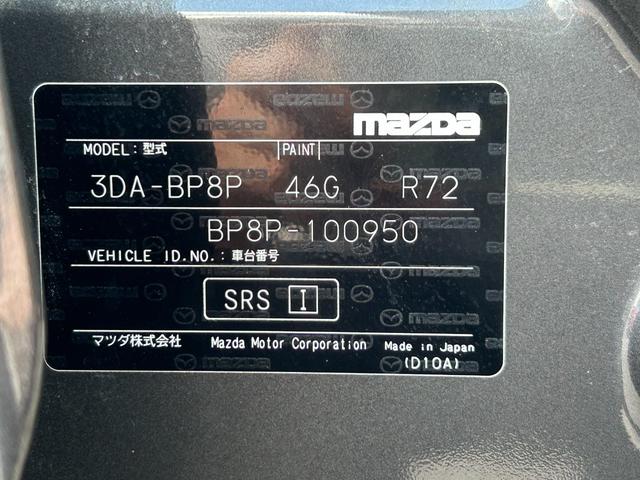 mazda
MODEL: 型式 PAINT
3DA-BP8P 46G R72
BP8P-100950
VEHICLE ID.NO.: 車台番号
SRS I
マツダ株式会社 Mazda Motor Corporation Made in Japan
(D10A)